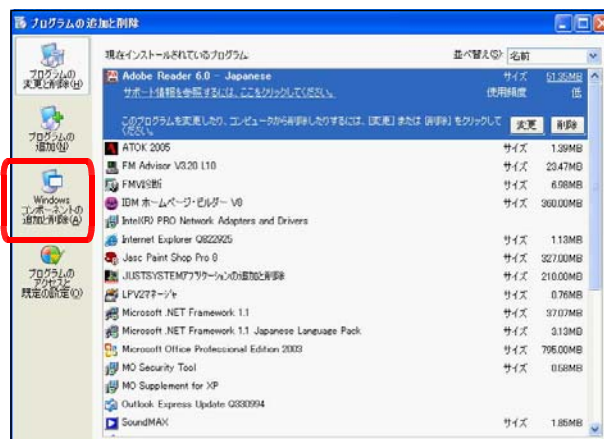 プログラムの追加と削除
プログラムの
変更と削除(H)
プログラムの
追加(N)
Windows
コンポーネントの
追加と削除(A)
プログラムの
アクセスと
既定の設定(O)
現在インストールされているプログラム:
並べ替え(S): 名前
Adobe Reader 6.0 - Japanese サイズ 51.35MB
サポート情報を参照するには、ここをクリックしてください。 使用頻度 低
このプログラムを変更したり、コンピュータから削除したりするには、[変更] または [削除] をクリックして
ください。
変更 削除
ATOK 2005 サイズ 1.39MB
FM Advisor V3.20 L10 サイズ 23.47MB
FMV診断 サイズ 6.98MB
IBM ホームページ・ビルダー V8 サイズ 360.00MB
Intel(R) PRO Network Adapters and Drivers
Internet Explorer Q822925 サイズ 1.13MB
Jasc Paint Shop Pro 8 サイズ 327.00MB
JUSTSYSTEMアプリケーションの追加と削除 サイズ 210.00MB
LPV2マネージャ サイズ 0.76MB
Microsoft .NET Framework 1.1 サイズ 37.07MB
Microsoft .NET Framework 1.1 Japanese Language Pack サイズ 3.13MB
Microsoft Office Professional Edition 2003 サイズ 795.00MB
MO Security Tool サイズ 0.58MB
MO Supplement for XP
Outlook Express Update Q330994
SoundMAX サイズ 1.85MB